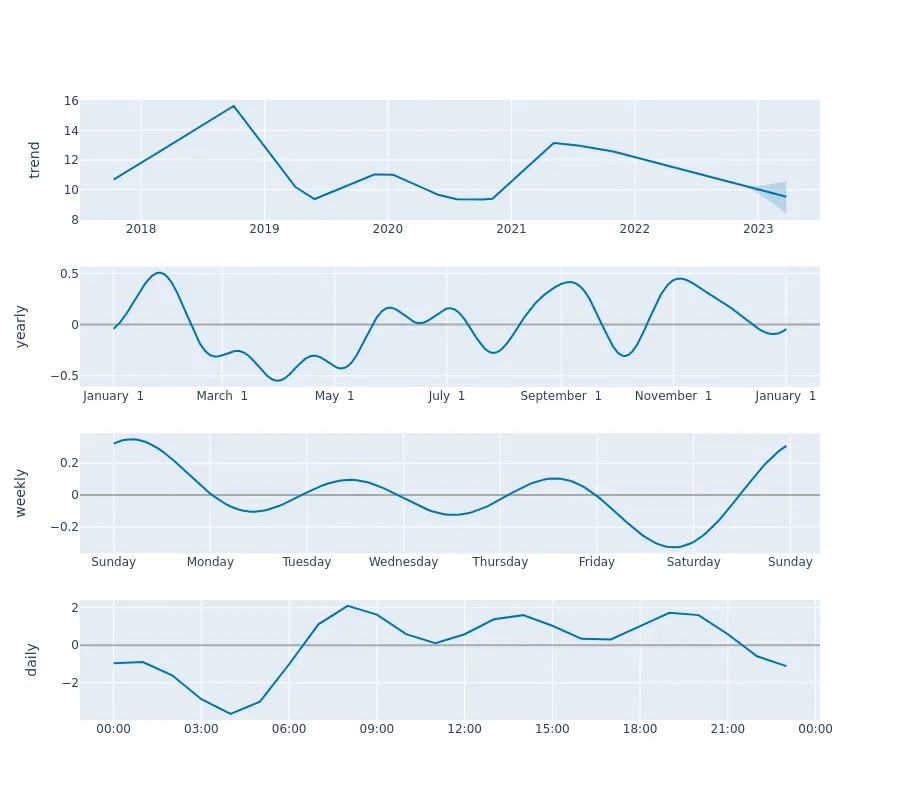 trend
16
14
12
10
8
2018 2019 2020 2021 2022 2023
yearly
0.5
0
−0.5
January 1 March 1 May 1 July 1 September 1 November 1 January 1
weekly
0.2
0
−0.2
Sunday Monday Tuesday Wednesday Thursday Friday Saturday Sunday
daily
2
0
−2
00:00 03:00 06:00 09:00 12:00 15:00 18:00 21:00 00:00